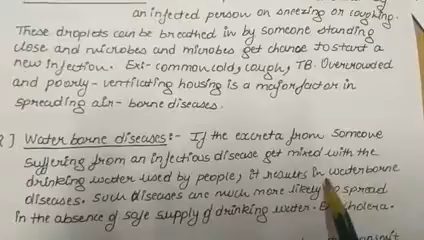 an infected person on sneezing or coughing.
These droplets can be breathed in by someone standing
close and microbes and microbes get chance to start a
new infection. Ex:- common cold, cough, TB. Overcrowded
and poorly-ventilating housing is a major factor in
spreading air-borne diseases.
] Water borne diseases:- If the excreta from someone
suffering from an infectious disease get mixed with the
drinking water used by people, it results in waterborne
diseases. Such diseases are much more likely to spread
in the absence of safe supply of drinking water. cholera.